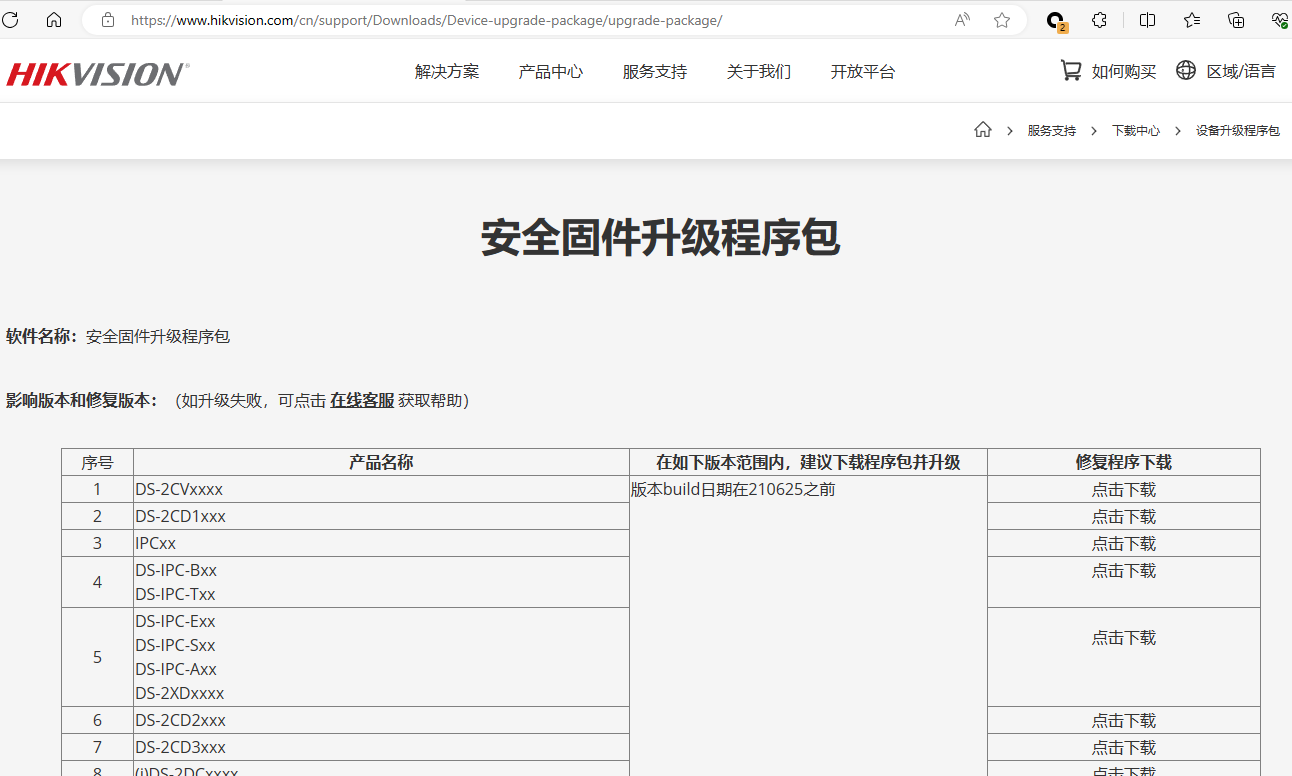 https://www.hikvision.com/cn/support/Downloads/Device-upgrade-package/upgrade-package/
2
HIKVISION®
解决方案 产品中心 服务支持 关于我们 开放平台 如何购买 区域/语言
服务支持 > 下载中心 > 设备升级程序包
安全固件升级程序包
软件名称：安全固件升级程序包
影响版本和修复版本：（如升级失败，可点击 在线客服 获取帮助）
序号 产品名称 在如下版本范围内，建议下载程序包并升级 修复程序下载
1 DS-2CVxxxx 版本build日期在210625之前 点击下载
2 DS-2CD1xxx 点击下载
3 IPCxx 点击下载
4 DS-IPC-Bxx 点击下载
DS-IPC-Txx
5 DS-IPC-Exx
DS-IPC-Sxx 点击下载
DS-IPC-Axx
DS-2XDxxxx
6 DS-2CD2xxx 点击下载
7 DS-2CD3xxx 点击下载
8 (i)DS-2DCxxxx 点击下载